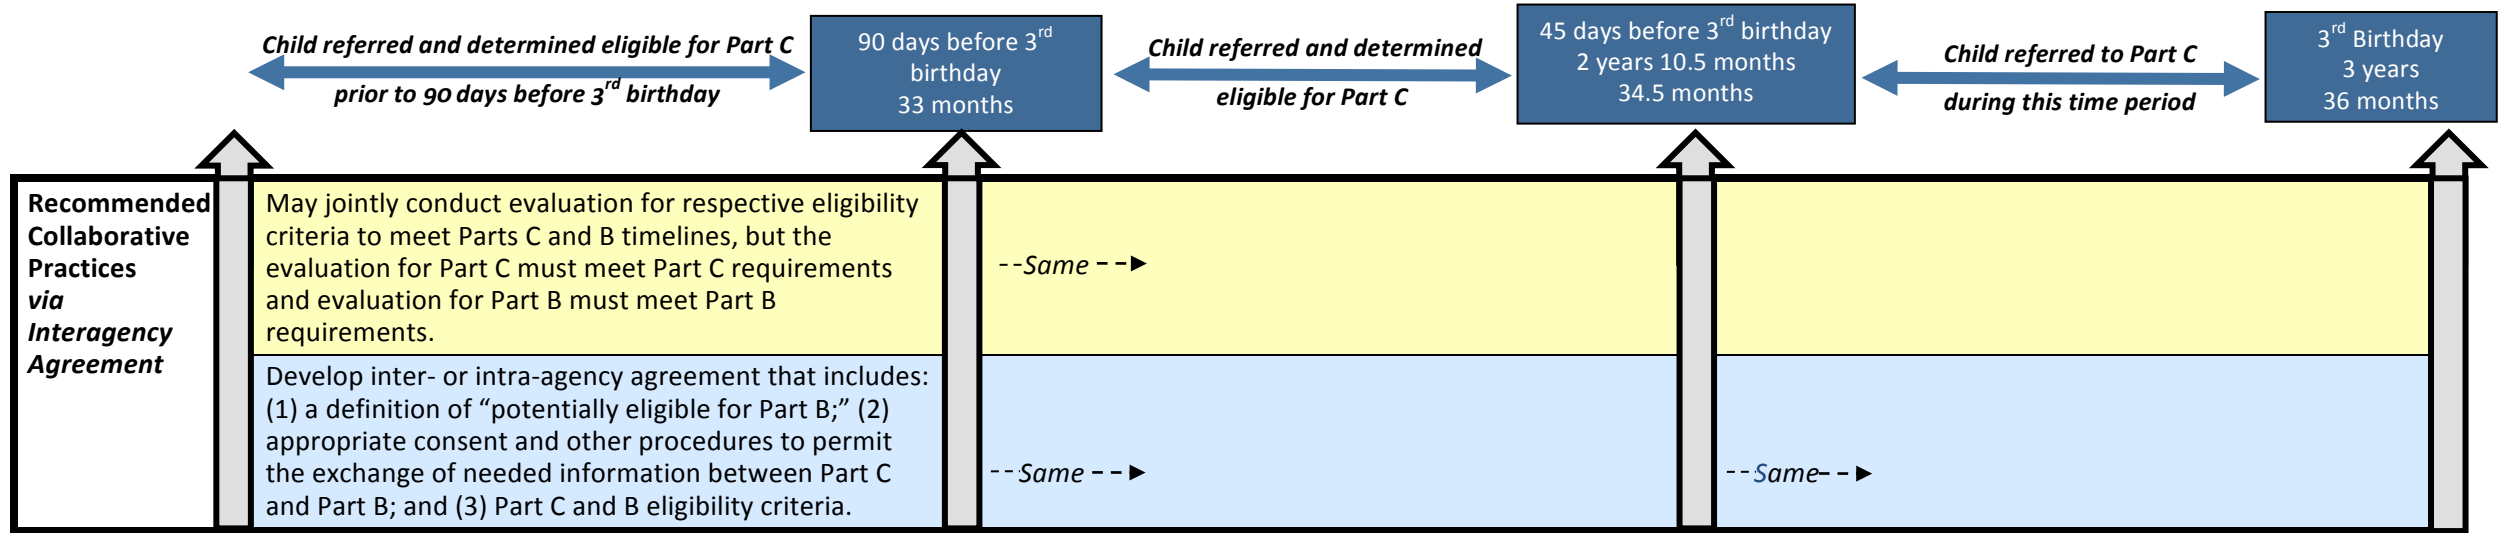 Child referred and determined eligible for Part C
prior to 90 days before 3rd birthday
90 days before 3rd
birthday
33 months
Child referred and determined
eligible for Part C
45 days before 3rd birthday
2 years 10.5 months
34.5 months
Child referred to Part C
during this time period
3rd Birthday
3 years
36 months
Recommended
Collaborative
Practices
via
Interagency
Agreement
May jointly conduct evaluation for respective eligibility
criteria to meet Parts C and B timelines, but the
evaluation for Part C must meet Part C requirements
and evaluation for Part B must meet Part B
requirements.
--Same --►
Develop inter- or intra-agency agreement that includes:
(1) a definition of “potentially eligible for Part B;” (2)
appropriate consent and other procedures to permit
the exchange of needed information between Part C
and Part B; and (3) Part C and B eligibility criteria.
---Same --►
---Same--►